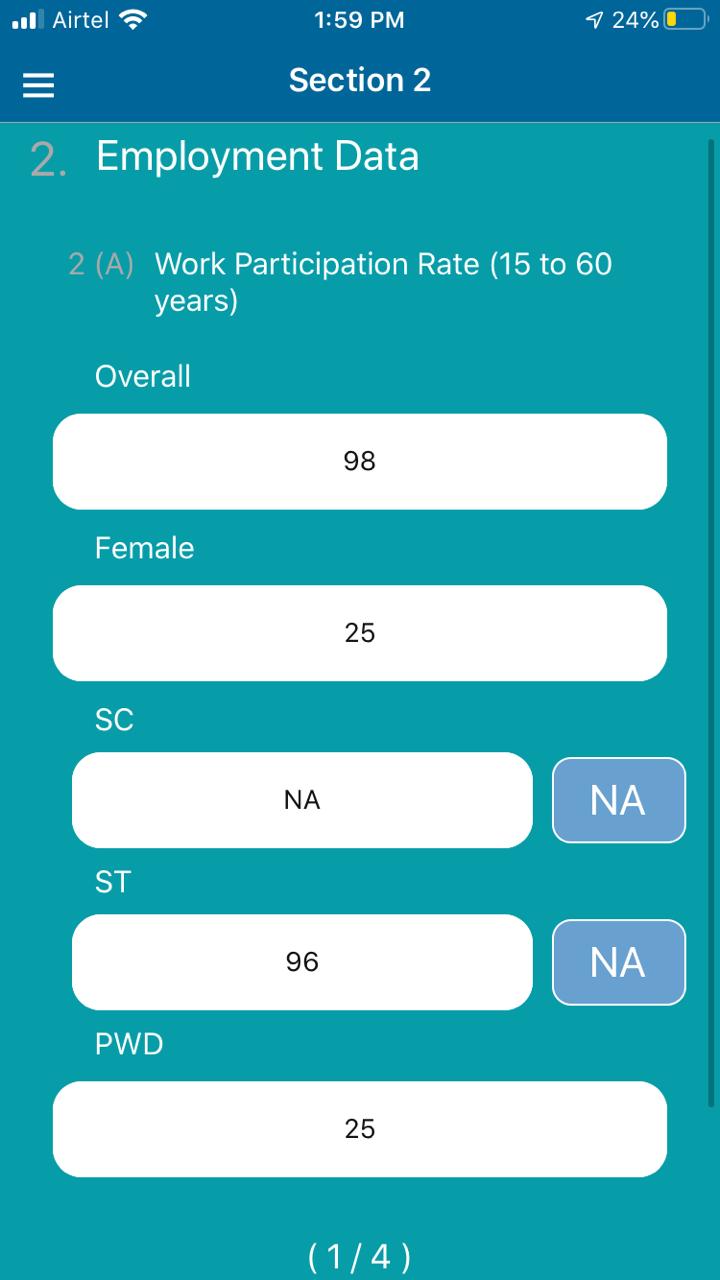 Airtel 1:59 PM 24%
Section 2
2. Employment Data
2 (A) Work Participation Rate (15 to 60
years)
Overall
98
Female
25
SC
NA NA
ST
96 NA
PWD
25
( 1 / 4 )